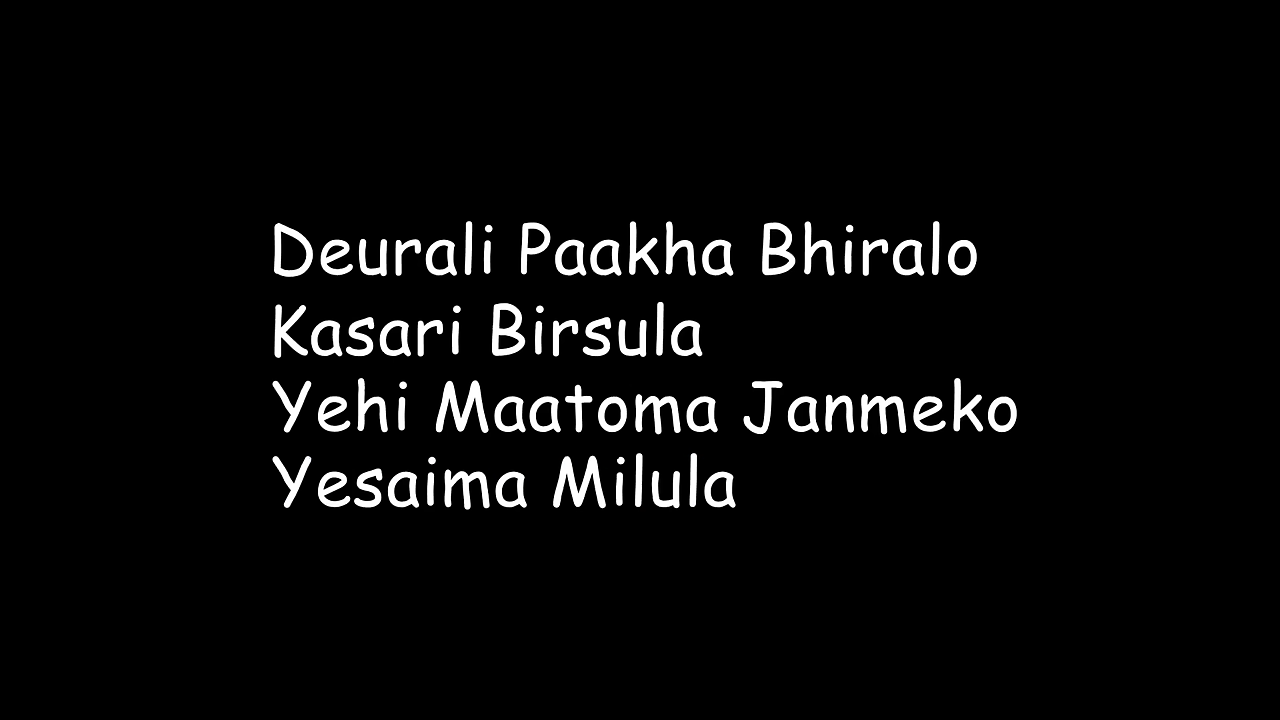 Deurali Paakha Bhiralo
Kasari Birsula
Yehi Maatoma Janmeko
Yesaima Milula